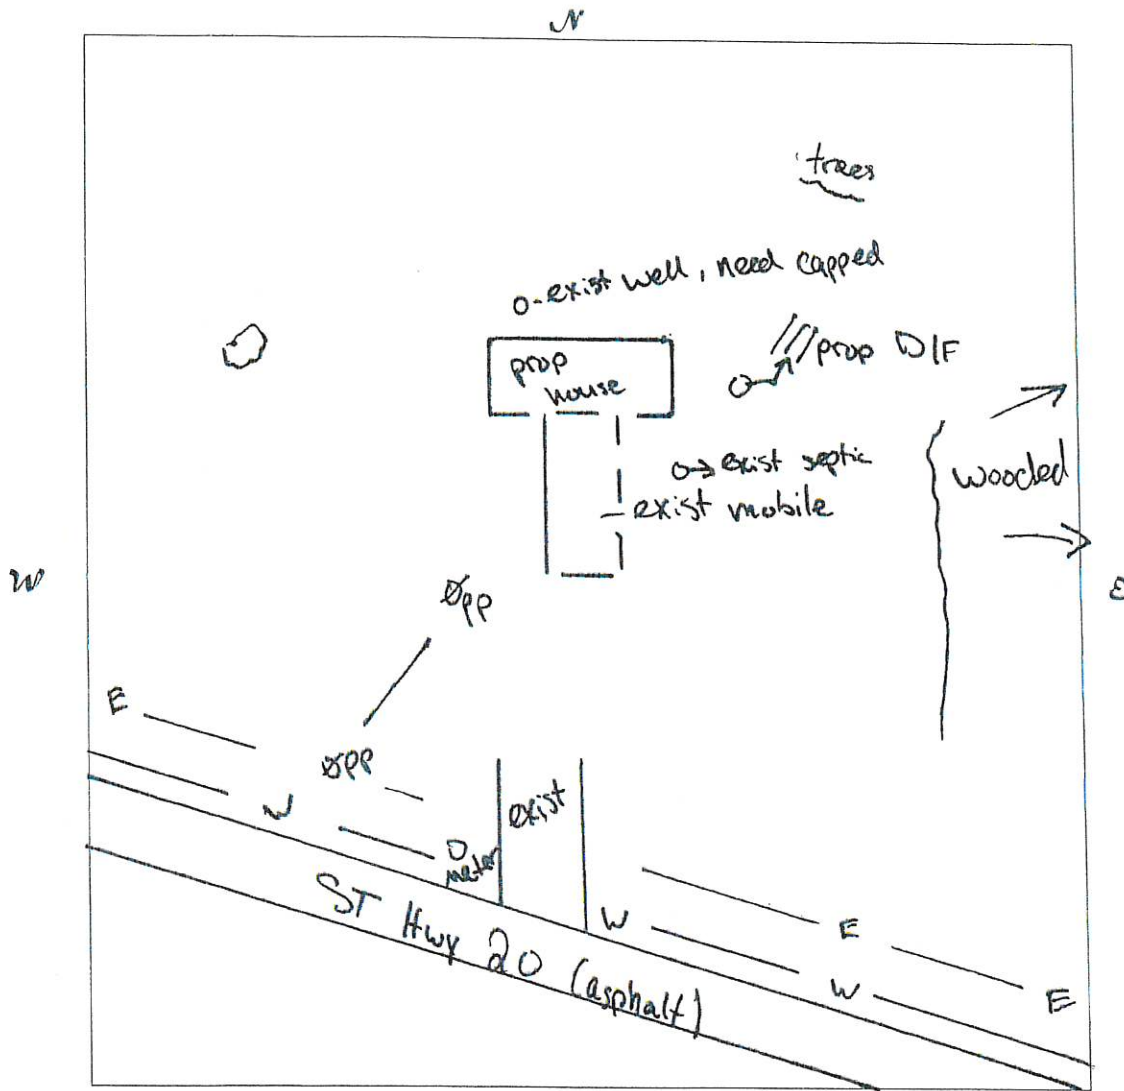 N
trees
o-exist well, need capped
prop
house
prop D/F
exist septic
exist mobile
wooded
W
E
Øpp
E
Øpp
W
exist
meter
W
E
W
E
ST Hwy 20 (asphalt)